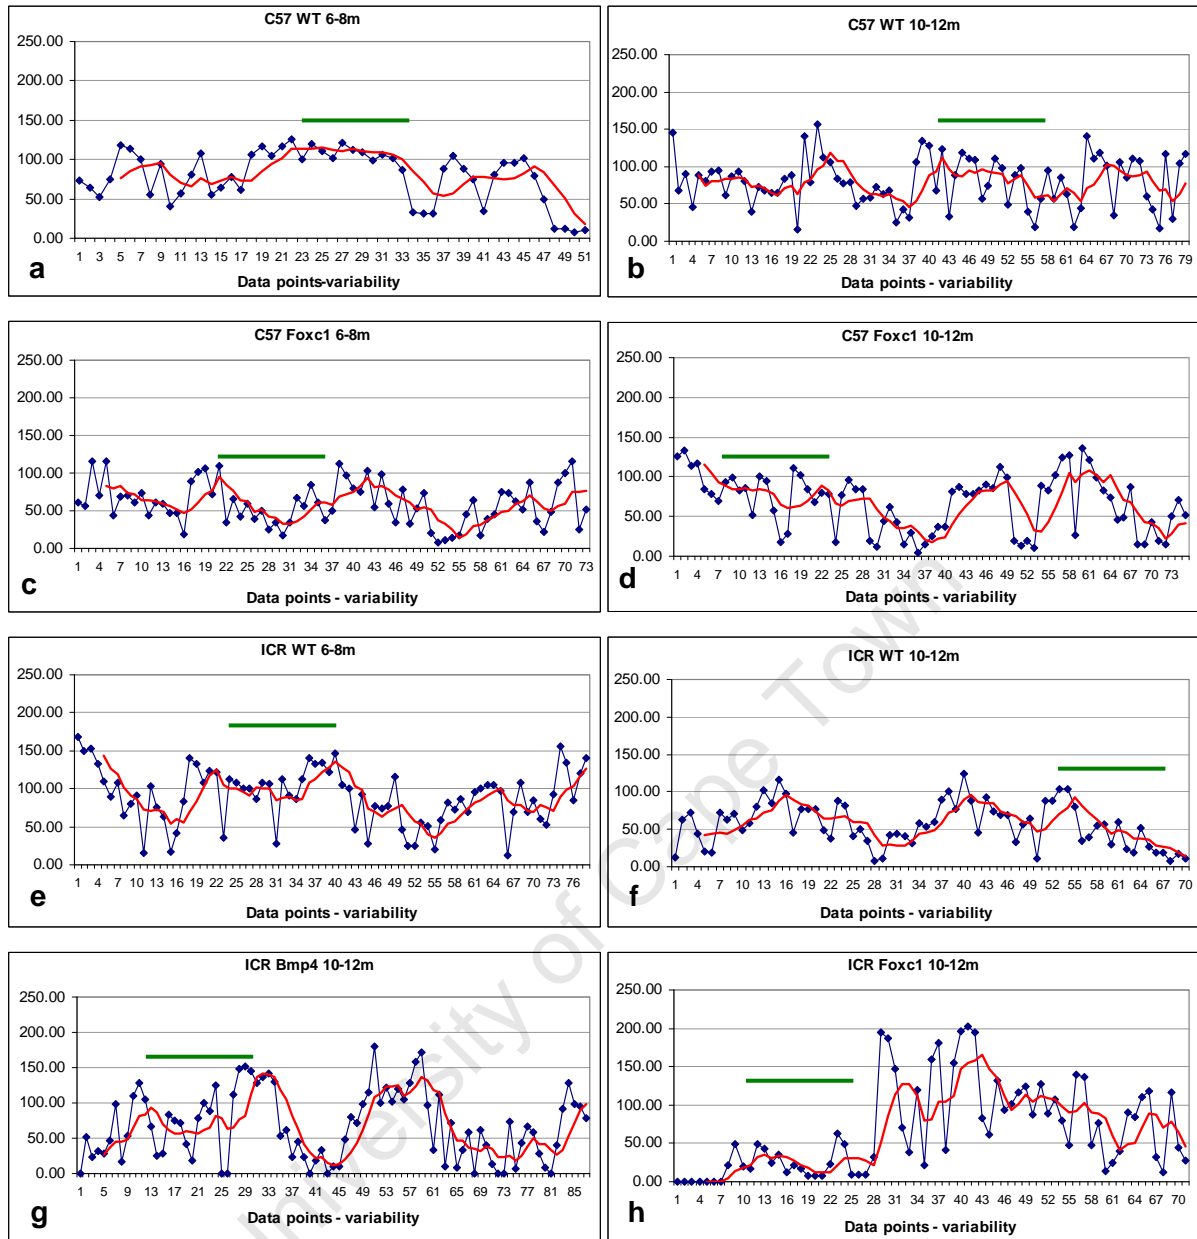 C57 WT 6-8m
250.00
200.00
150.00
100.00
50.00
0.00
1 3 5 7 9 11 13 15 17 19 21 23 25 27 29 31 33 35 37 39 41 43 45 47 49 51
a
Data points-variability
C57 WT 10-12m
250.00
200.00
150.00
100.00
50.00
0.00
1 4 7 10 13 16 19 22 25 28 31 34 37 40 43 46 49 52 55 58 61 64 67 70 73 76 79
b
Data points - variability
C57 Foxc1 6-8m
250.00
200.00
150.00
100.00
50.00
0.00
1 4 7 10 13 16 19 22 25 28 31 34 37 40 43 46 49 52 55 58 61 64 67 70 73
c
Data points - variability
C57 Foxc1 10-12m
250.00
200.00
150.00
100.00
50.00
0.00
1 4 7 10 13 16 19 22 25 28 31 34 37 40 43 46 49 52 55 58 61 64 67 70 73
d
Data points - variability
ICR WT 6-8m
250.00
200.00
150.00
100.00
50.00
0.00
1 4 7 10 13 16 19 22 25 28 31 34 37 40 43 46 49 52 55 58 61 64 67 70 73 76
e
Data points - variability
ICR WT 10-12m
250.00
200.00
150.00
100.00
50.00
0.00
1 4 7 10 13 16 19 22 25 28 31 34 37 40 43 46 49 52 55 58 61 64 67 70
f
Data points - variability
ICR Bmp4 10-12m
250.00
200.00
150.00
100.00
50.00
0.00
1 5 9 13 17 21 25 29 33 37 41 45 49 53 57 61 65 69 73 77 81 85
g
Data points - variability
ICR Foxc1 10-12m
250.00
200.00
150.00
100.00
50.00
0.00
1 4 7 10 13 16 19 22 25 28 31 34 37 40 43 46 49 52 55 58 61 64 67 70
h
Data points - variability
University of Cape Town